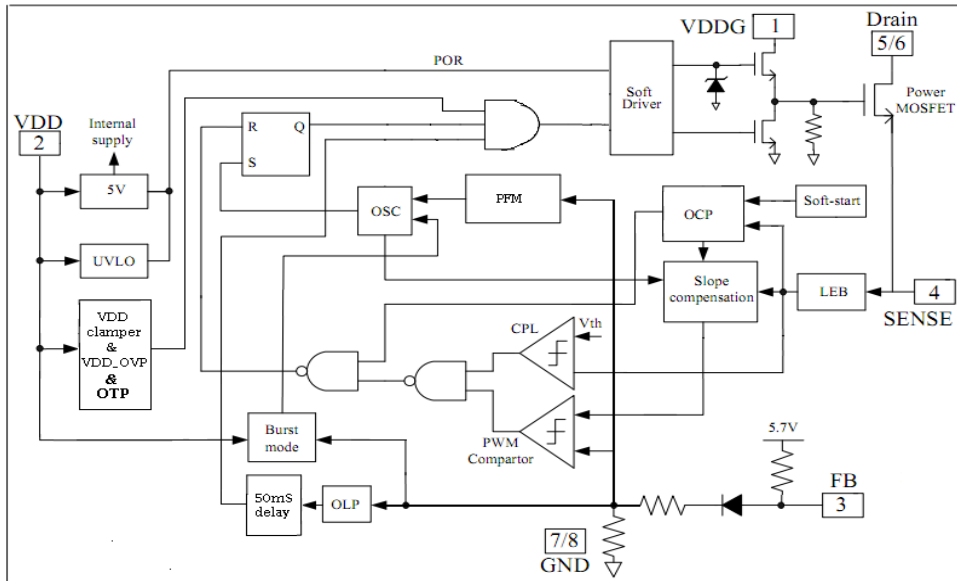 VDDG
1
Drain
5/6
POR
Soft
Driver
Power
MOSFET
VDD
2
Internal
supply
R
Q
S
5V
OSC
PFM
OCP
Soft-start
UVLO
Slope
compensation
LEB
4
SENSE
VDD
clamper
&
VDD_OVP
&
OTP
CPL
Vth
Burst
mode
PWM
Compartor
5.7V
50mS
delay
OLP
FB
3
7/8
GND